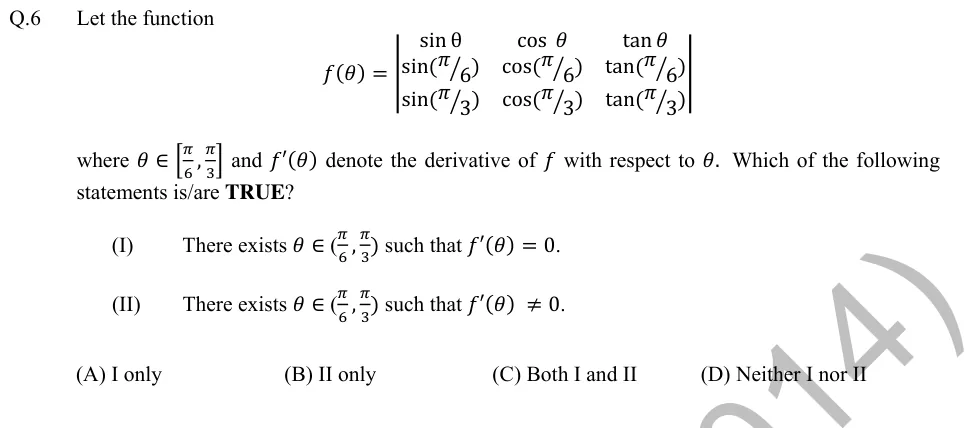 Q.6 Let the function
f(θ) = | sin θ cos θ tan θ |
| sin(π/6) cos(π/6) tan(π/6) |
| sin(π/3) cos(π/3) tan(π/3) |
where θ ∈ [π/6, π/3] and f′(θ) denote the derivative of f with respect to θ. Which of the following
statements is/are TRUE?
(I) There exists θ ∈ (π/6, π/3) such that f′(θ) = 0.
(II) There exists θ ∈ (π/6, π/3) such that f′(θ) ≠ 0.
(A) I only (B) II only (C) Both I and II (D) Neither I nor II
014)